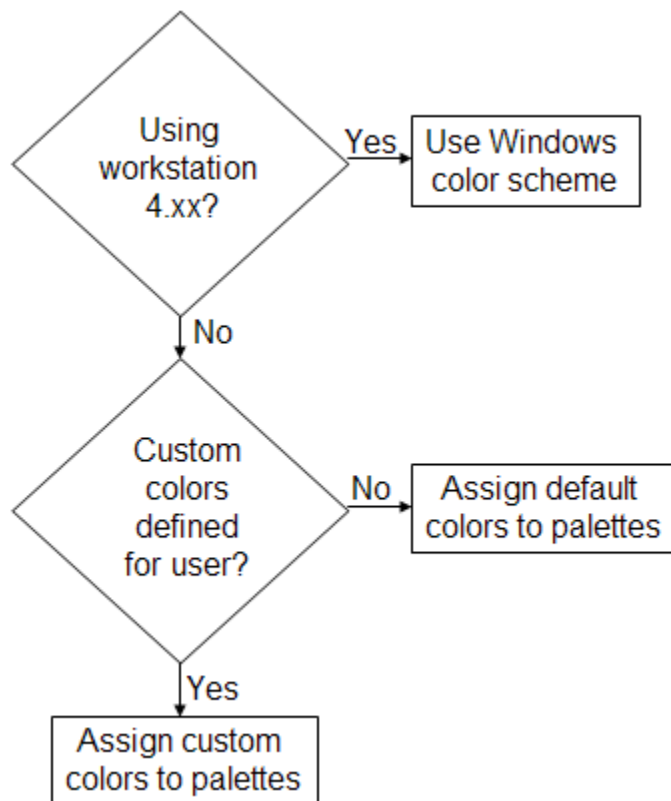 Using
workstation
4.xx?
Yes
Use Windows
color scheme
No
Custom
colors
defined
for user?
No
Assign default
colors to palettes
Yes
Assign custom
colors to palettes